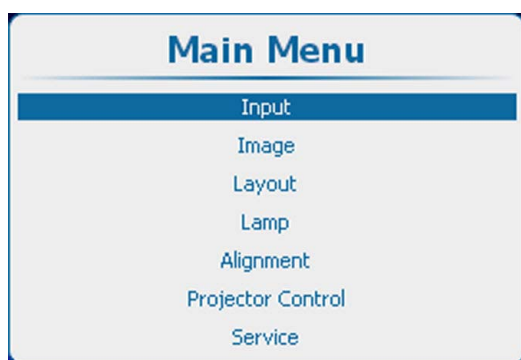 Main Menu
Input
Image
Layout
Lamp
Alignment
Projector Control
Service